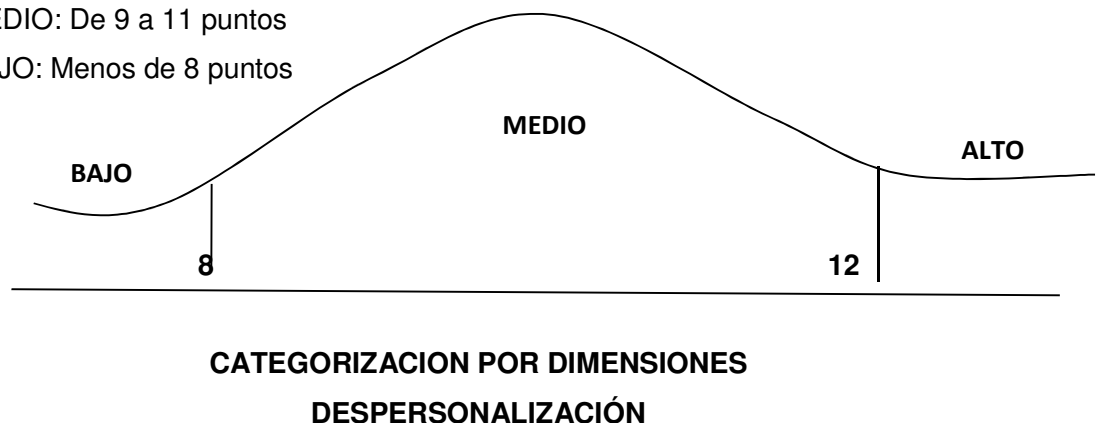 EDIO: De 9 a 11 puntos
JO: Menos de 8 puntos
MEDIO
ALTO
BAJO
8
12
CATEGORIZACION POR DIMENSIONES
DESPERSONALIZACIÓN